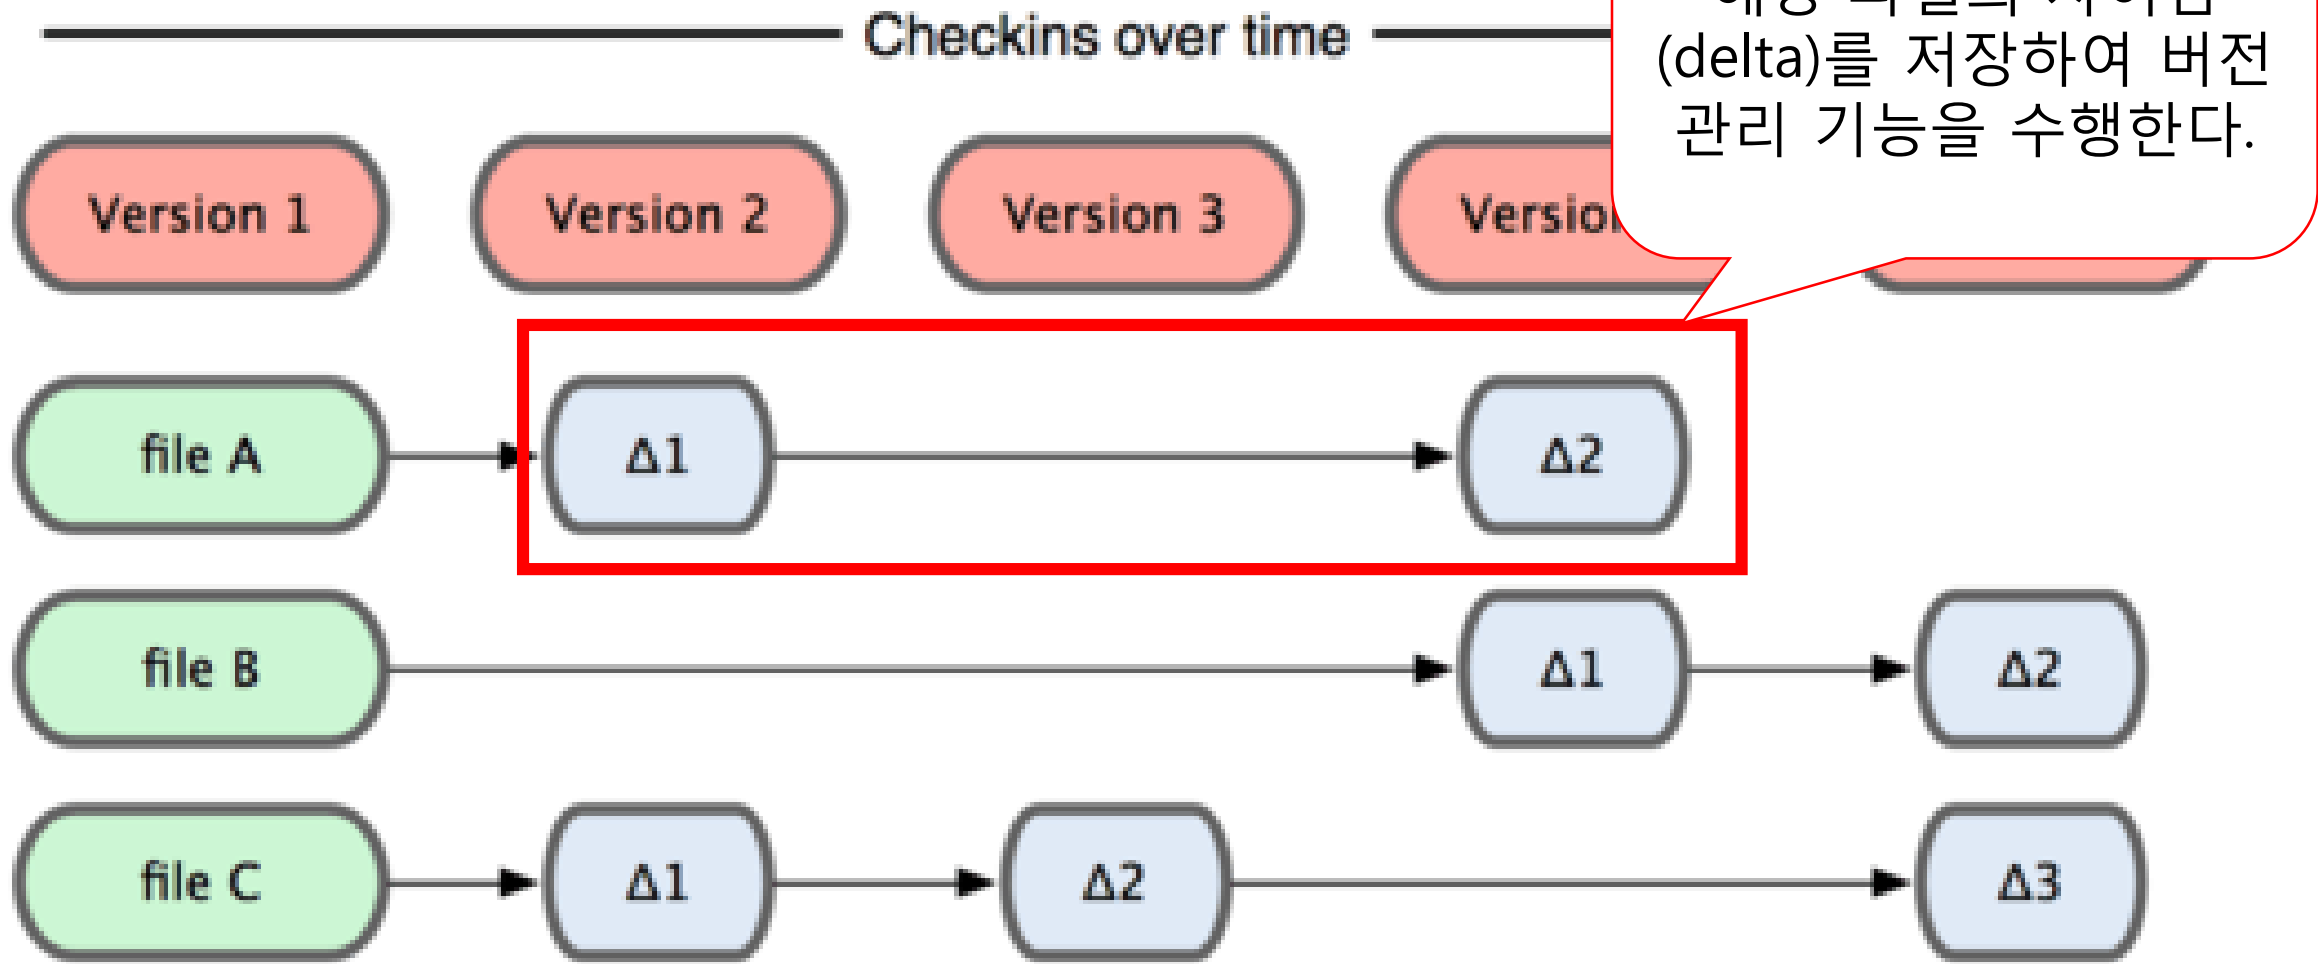 Checkins over time
(delta)를 저장하여 버전
관리 기능을 수행한다.
Version 1
Version 2
Version 3
file A
Δ1
Δ2
file B
Δ1
Δ2
file C
Δ1
Δ2
Δ3